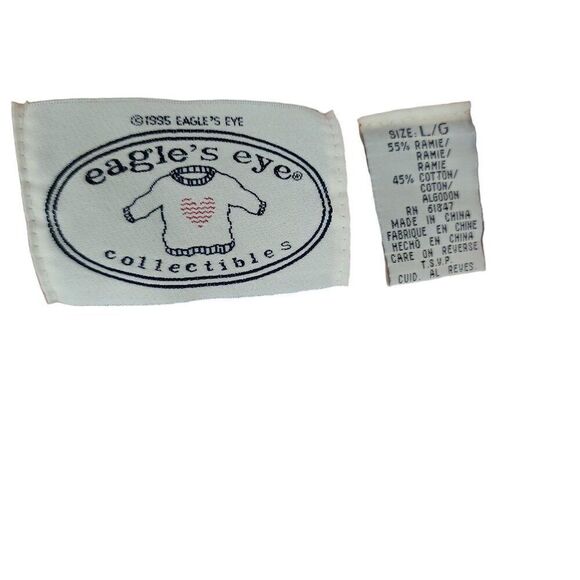 ©1995 EAGLE'S EYE
eagle's eye®
collectibles
SIZE: L/G
55% RAMIE/
RAMIE/
RAMIE
45% COTTON/
COTON/
ALGODON
RN 61847
MADE IN CHINA
FABRIQUE EN CHINE
HECHO EN CHINA
CARE ON REVERSE
T.S.V.P.
CUID. AL REVES